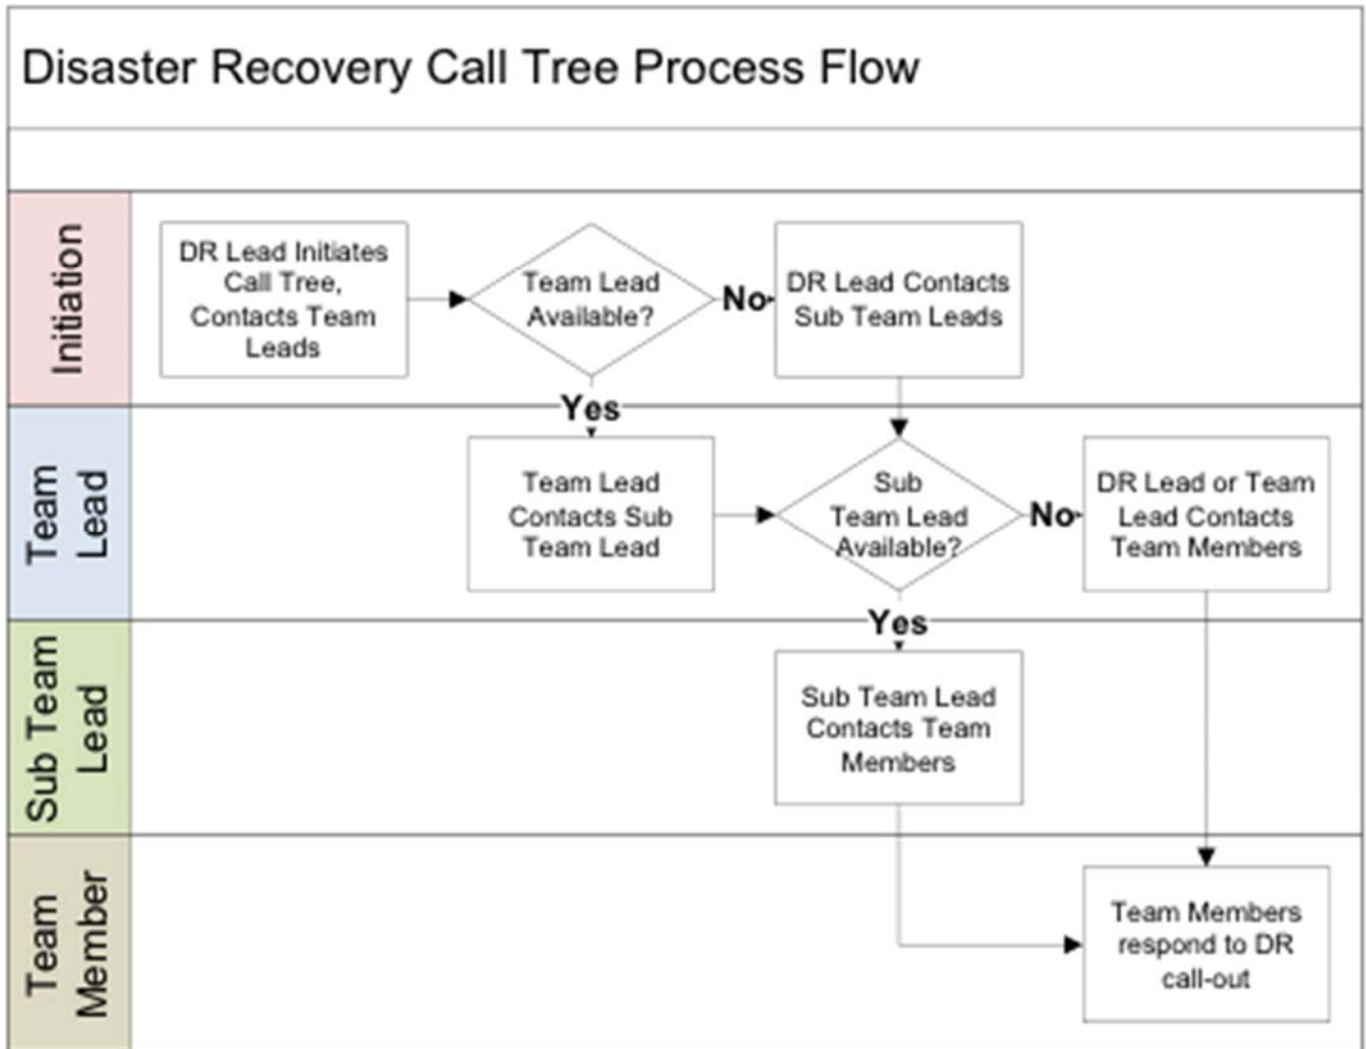 Disaster Recovery Call Tree Process Flow
Initiation
DR Lead Initiates
Call Tree,
Contacts Team
Leads
Team Lead
Available?
No
DR Lead Contacts
Sub Team Leads
Yes
Team
Lead
Team Lead
Contacts Sub
Team Lead
Sub
Team Lead
Available?
No
DR Lead or Team
Lead Contacts
Team Members
Yes
Sub Team
Lead
Sub Team Lead
Contacts Team
Members
Team
Member
Team Members
respond to DR
call-out